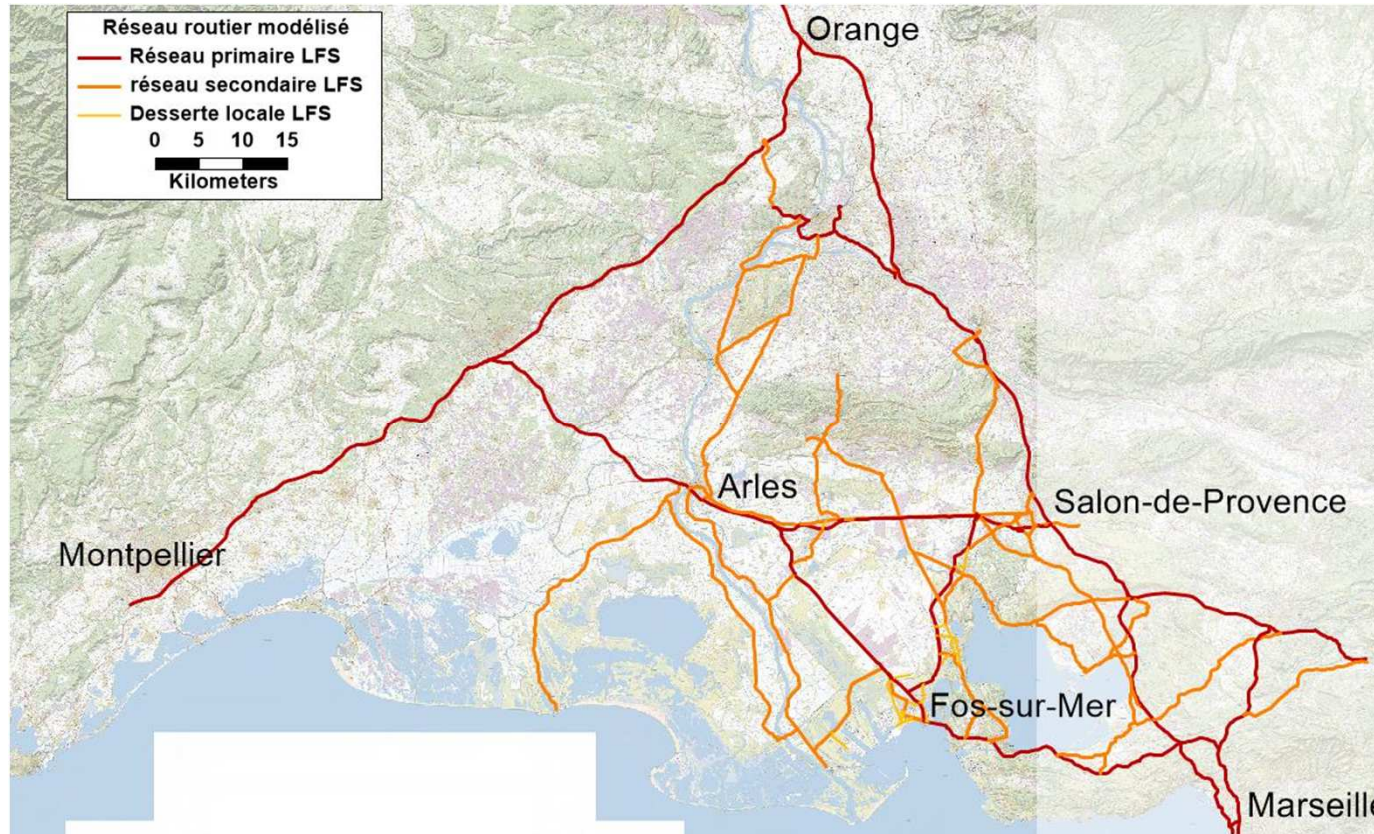 Réseau routier modélisé
Réseau primaire LFS
réseau secondaire LFS
Desserte locale LFS
0 5 10 15
Kilometers
Orange
Arles
Salon-de-Provence
Montpellier
Fos-sur-Mer
Marseille